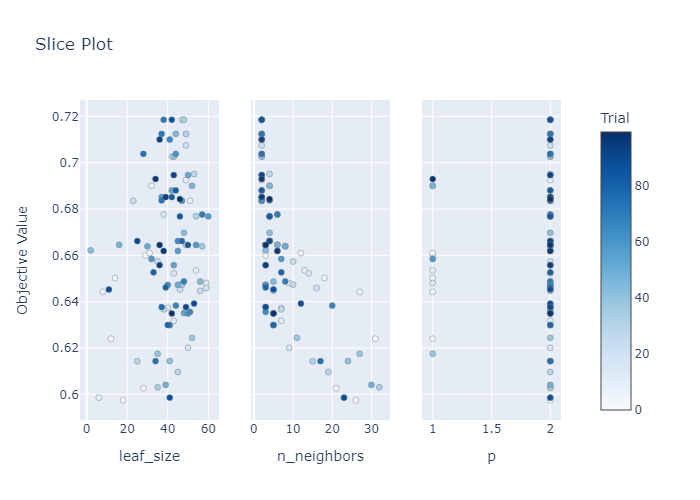 Slice Plot
Trial
0.72
0.7
0.68
0.66
0.64
0.62
0.6
Objective Value
80
60
40
20
0
0 20 40 60
0 10 20 30
1 1.5 2
leaf_size
n_neighbors
p